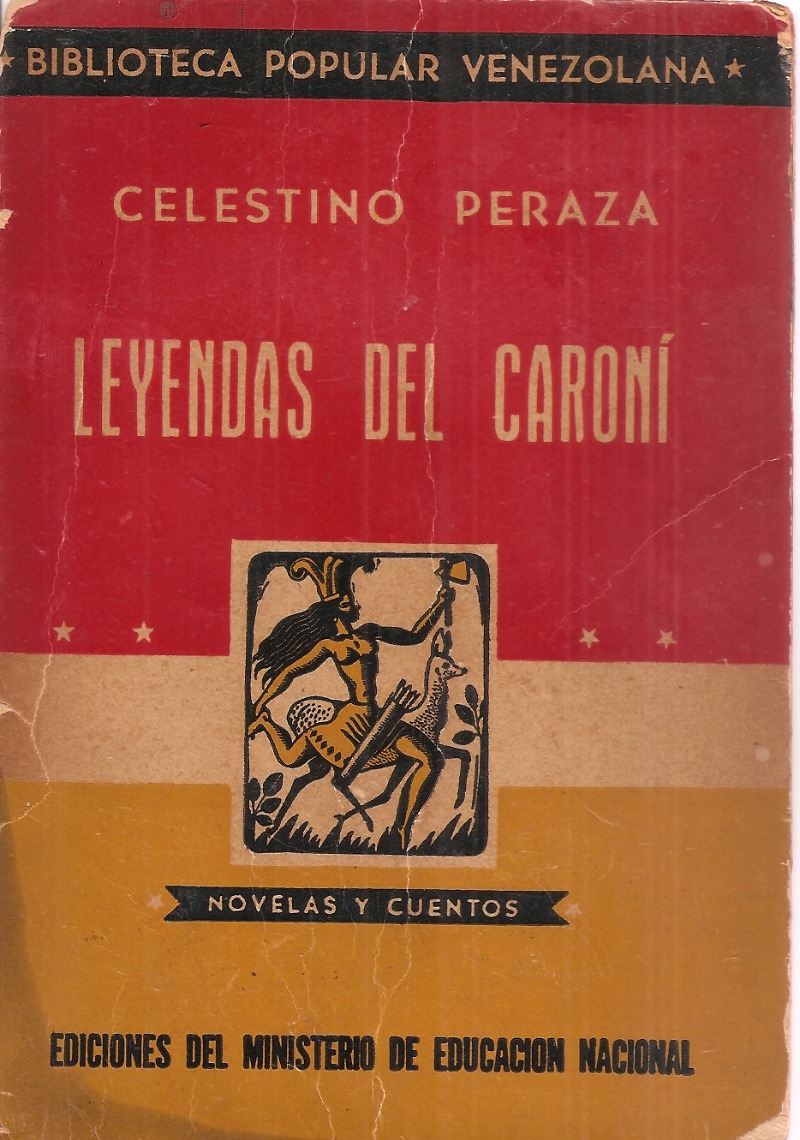 ★ BIBLIOTECA POPULAR VENEZOLANA ★
CELESTINO PERAZA
LEYENDAS DEL CARONÍ
NOVELAS Y CUENTOS
EDICIONES DEL MINISTERIO DE EDUCACION NACIONAL